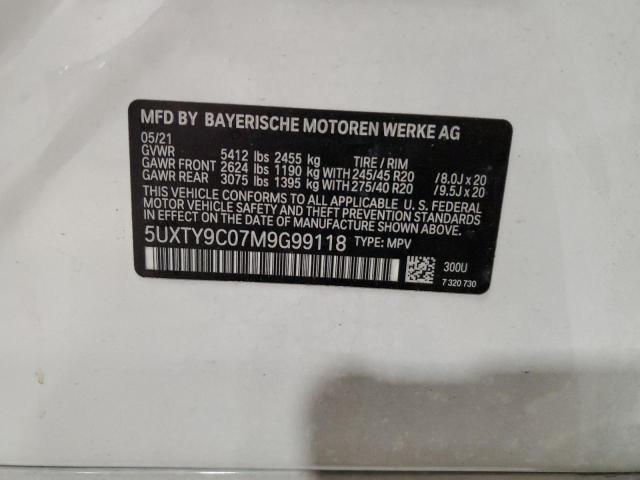 MFD BY BAYERISCHE MOTOREN WERKE AG
05/21
GVWR 5412 lbs 2455 kg TIRE / RIM
GAWR FRONT 2624 lbs 1190 kg WITH 245/45 R20 /8.0J x 20
GAWR REAR 3075 lbs 1395 kg WITH 275/40 R20 /9.5J x 20
THIS VEHICLE CONFORMS TO ALL APPLICABLE U. S. FEDERAL
MOTOR VEHICLE SAFETY AND THEFT PREVENTION STANDARDS
IN EFFECT ON THE DATE OF MANUFACTURE SHOWN ABOVE.
5UXTY9C07M9G99118 TYPE: MPV
300U
7 320 730